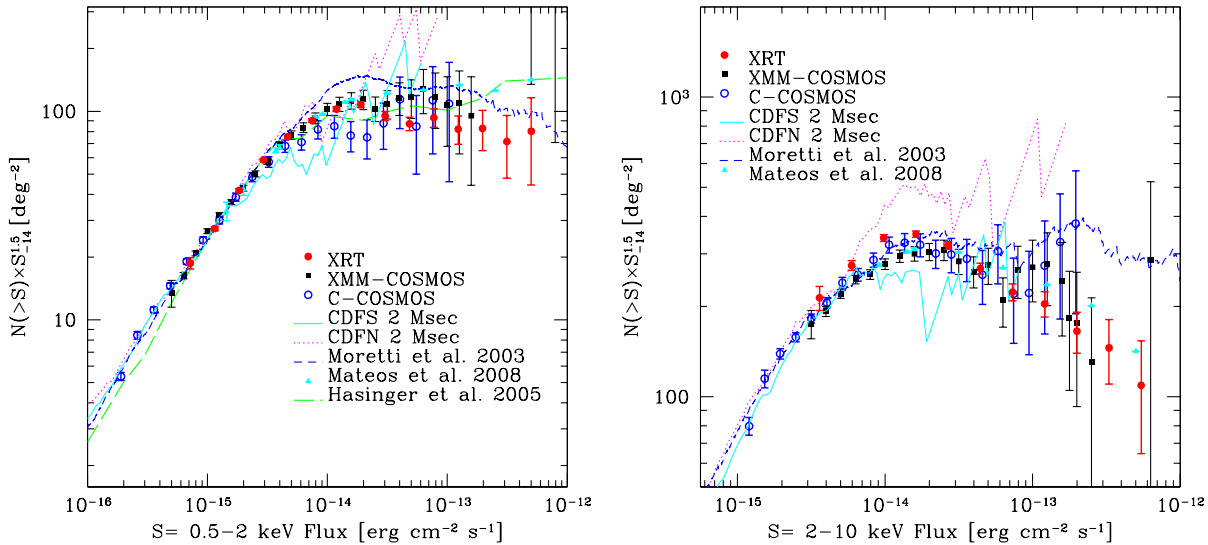 N(>S)×S^{1.5}_{-14} [deg^{-2}]
100
10
10^{-16}
10^{-15}
10^{-14}
10^{-13}
10^{-12}
S= 0.5−2 keV Flux [erg cm^{-2} s^{-1}]
XRT
XMM−COSMOS
C−COSMOS
CDFS 2 Msec
CDFN 2 Msec
Moretti et al. 2003
Mateos et al. 2008
Hasinger et al. 2005
N(>S)×S^{1.5}_{-14} [deg^{-2}]
10^{3}
100
10^{-15}
10^{-14}
10^{-13}
10^{-12}
S= 2−10 keV Flux [erg cm^{-2} s^{-1}]
XRT
XMM−COSMOS
C−COSMOS
CDFS 2 Msec
CDFN 2 Msec
Moretti et al. 2003
Mateos et al. 2008